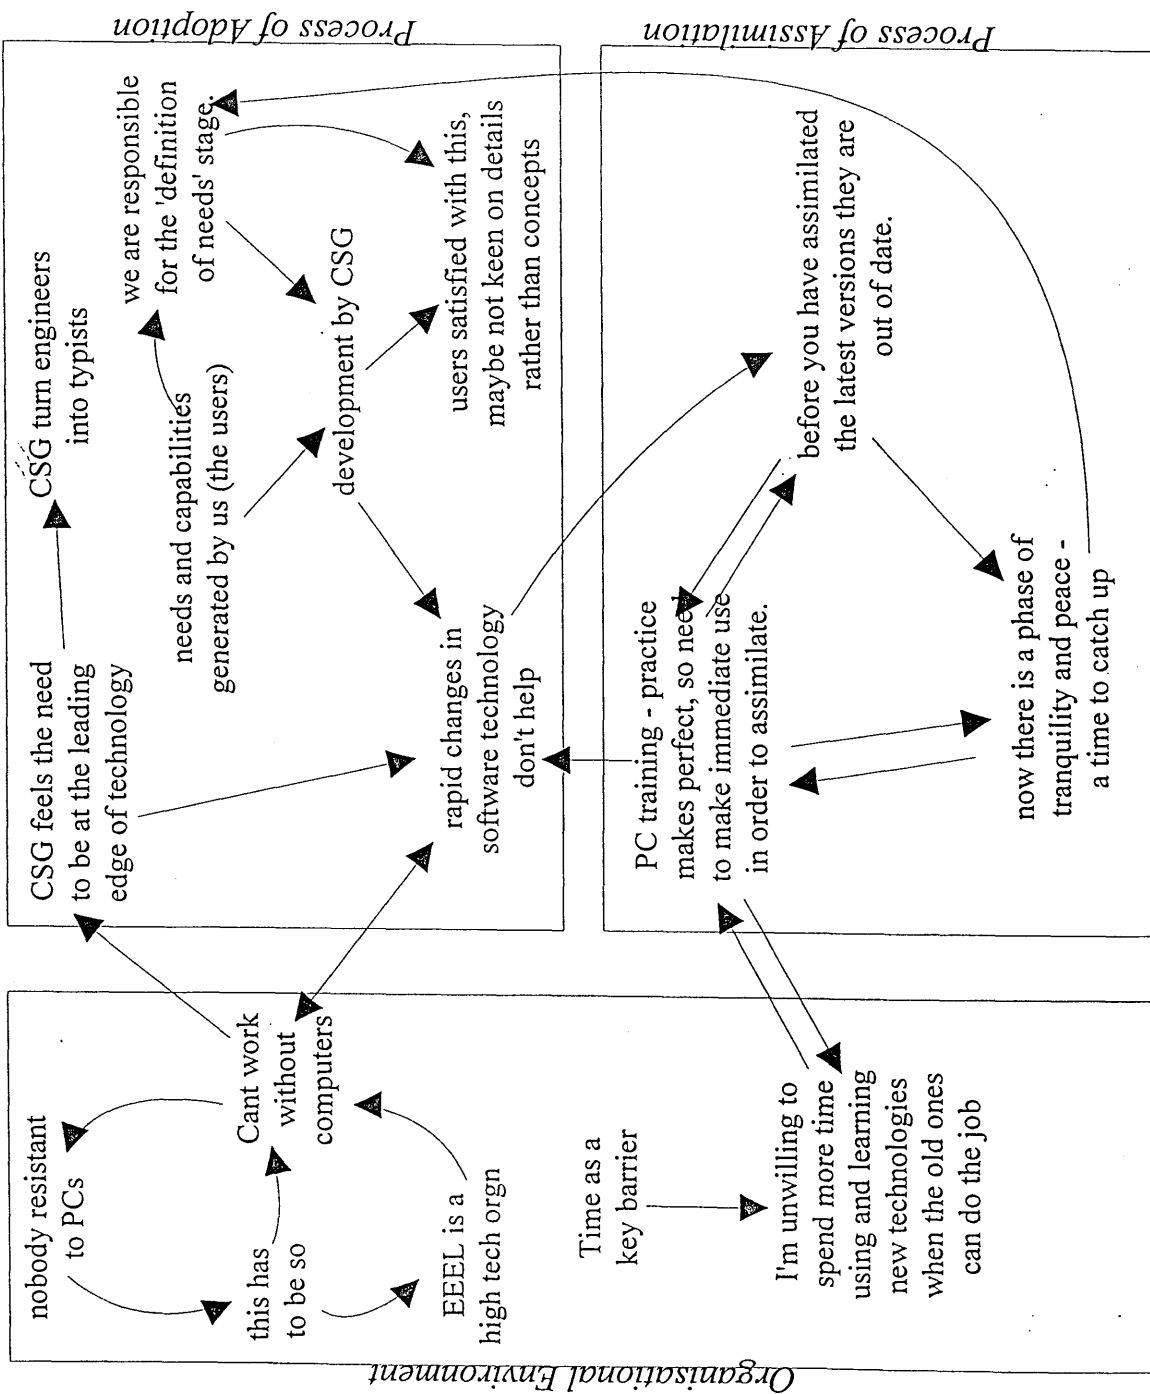 Process of Adoption
CSG feels the need
to be at the leading
edge of technology
CSG turn engineers
into typists
needs and capabilities
generated by us (the users)
we are responsible
for the 'definition
of needs' stage.
development by CSG
rapid changes in
software technology
don't help
users satisfied with this,
maybe not keen on details
rather than concepts
Process of Assimilation
PC training - practice
makes perfect, so need
to make immediate use
in order to assimilate.
before you have assimilated
the latest versions they are
out of date.
now there is a phase of
tranquility and peace -
a time to catch up
Organisational Environment
nobody resistant
to PCs
this has
to be so
Cant work
without
computers
EEEL is a
high tech orgn
Time as a
key barrier
I'm unwilling to
spend more time
using and learning
new technologies
when the old ones
can do the job